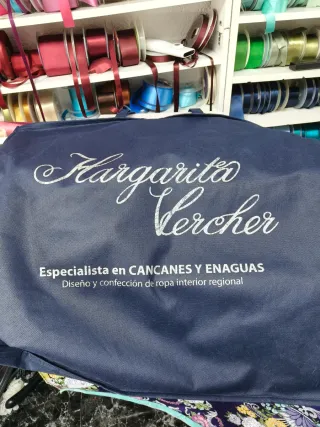 Margarita
Vercher
Especialista en CANCANES Y ENAGUAS
Diseño y confección de ropa interior regional